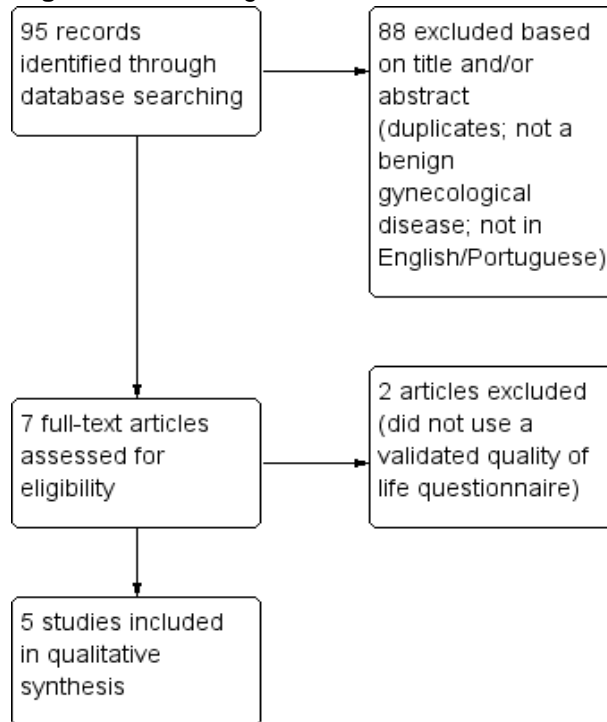 95 records
identified through
database searching
88 excluded based
on title and/or
abstract
(duplicates; not a
benign
gynecological
disease; not in
English/Portuguese)
7 full-text articles
assessed for
eligibility
2 articles excluded
(did not use a
validated quality of
life questionnaire)
5 studies included
in qualitative
synthesis